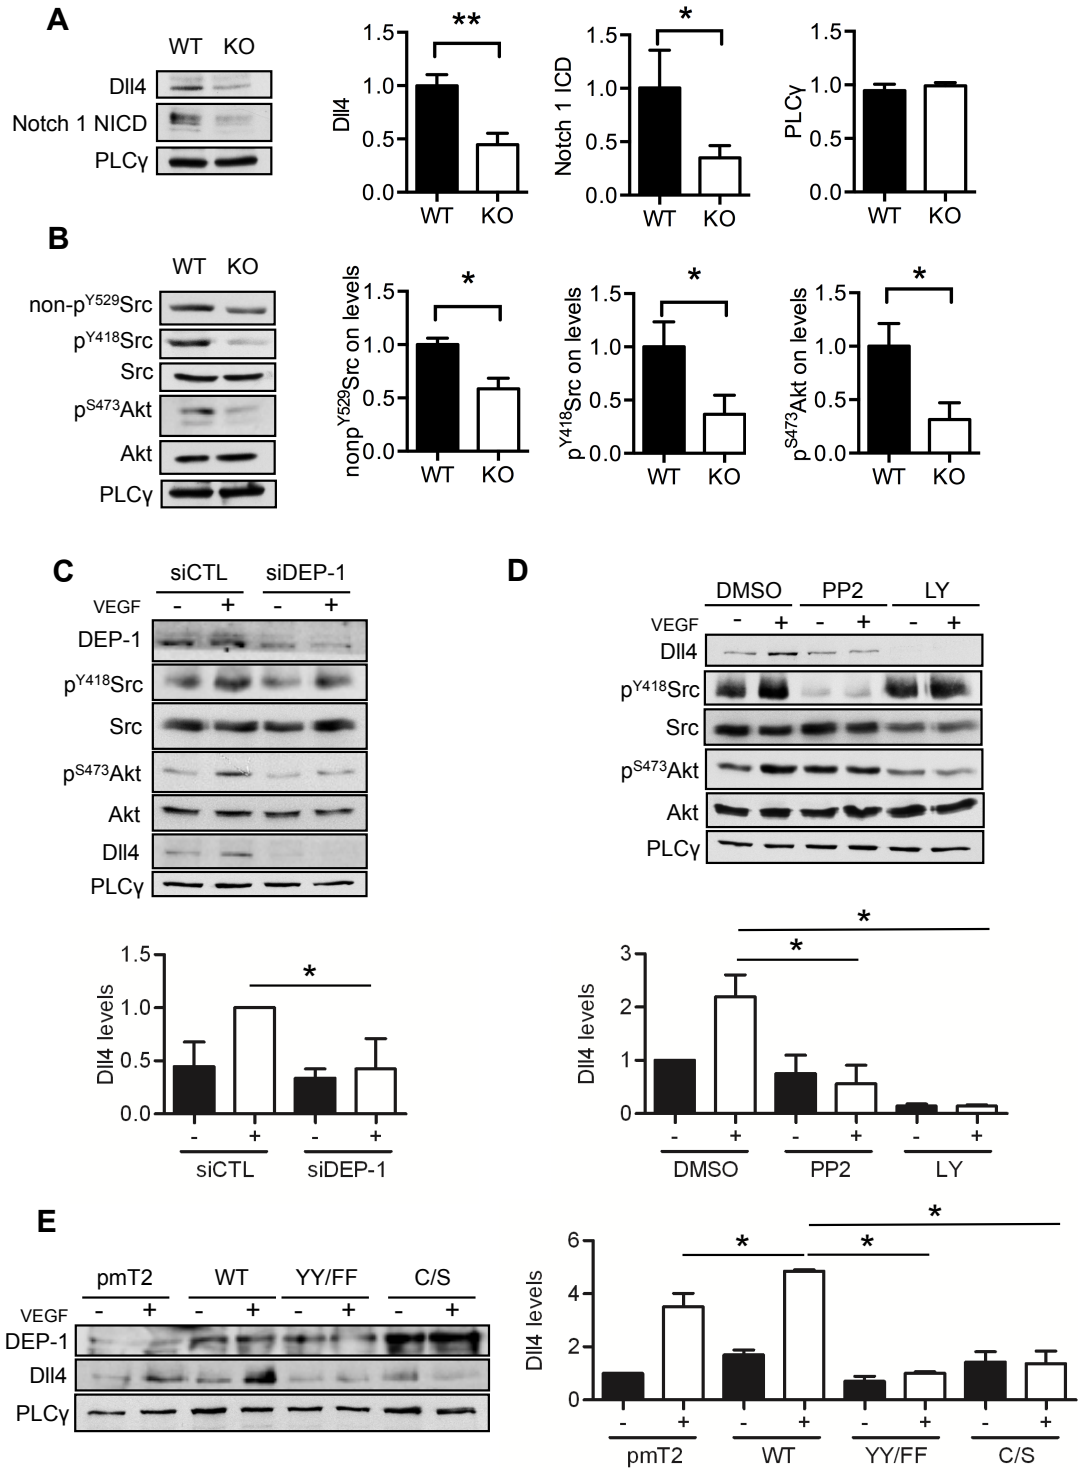 A
WT KO
Dll4
Notch 1 NICD
PLCγ
Dll4
1.5
1.0
0.5
0.0
**
WT KO
Notch 1 ICD
1.5
1.0
0.5
0.0
*
WT KO
PLCγ
1.5
1.0
0.5
0.0
WT KO
B
WT KO
non-pY529Src
pY418Src
Src
pS473Akt
Akt
PLCγ
nonpY529Src on levels
1.5
1.0
0.5
0.0
*
WT KO
pY418Src on levels
1.5
1.0
0.5
0.0
*
WT KO
pS473Akt on levels
1.5
1.0
0.5
0.0
*
WT KO
C
siCTL siDEP-1
VEGF - + - +
DEP-1
pY418Src
Src
pS473Akt
Akt
Dll4
PLCγ
Dll4 levels
1.5
1.0
0.5
0.0
*
- + - +
siCTL siDEP-1
D
DMSO PP2 LY
VEGF - + - + - +
Dll4
pY418Src
Src
pS473Akt
Akt
PLCγ
Dll4 levels
3
2
1
0
*
*
- + - + - +
DMSO PP2 LY
E
pmT2 WT YY/FF C/S
VEGF - + - + - + - +
DEP-1
Dll4
PLCγ
Dll4 levels
6
4
2
0
*
* *
- + - + - + - +
pmT2 WT YY/FF C/S